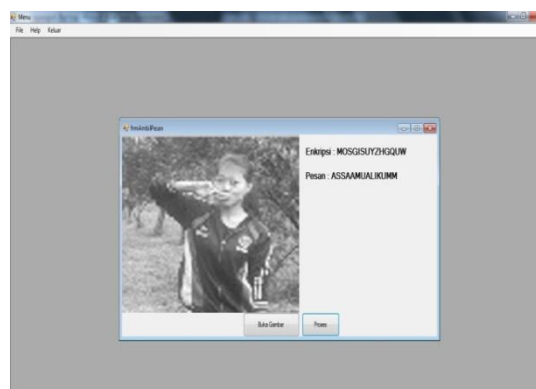 Menu
File Help Keluar
frmAmbilPesan
Enkripsi : MOSGISUYZHGQUW
Pesan : ASSAAMUALIKUMM
Buka Gambar
Proses